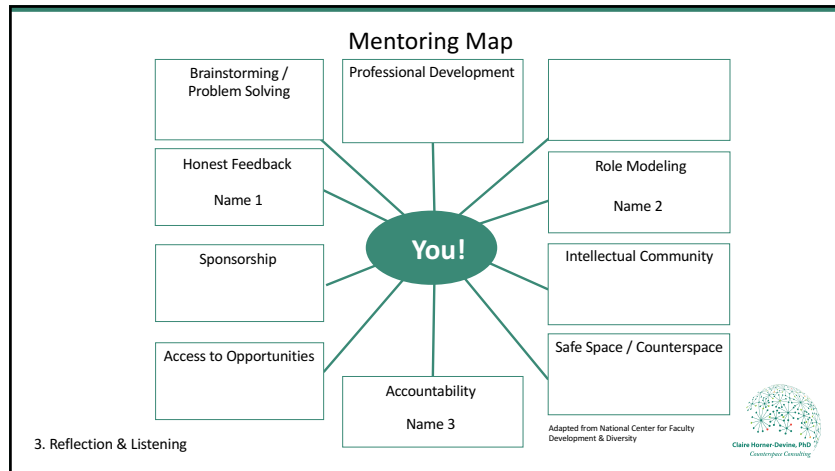 Mentoring Map
Brainstorming /
Problem Solving
Professional Development
Honest Feedback
Name 1
Role Modeling
Name 2
You!
Sponsorship
Intellectual Community
Access to Opportunities
Safe Space / Counterspace
Accountability
Name 3
Adapted from National Center for Faculty
Development & Diversity
3. Reflection & Listening
Claire Horner-Devine, PhD
Counterspace Consulting